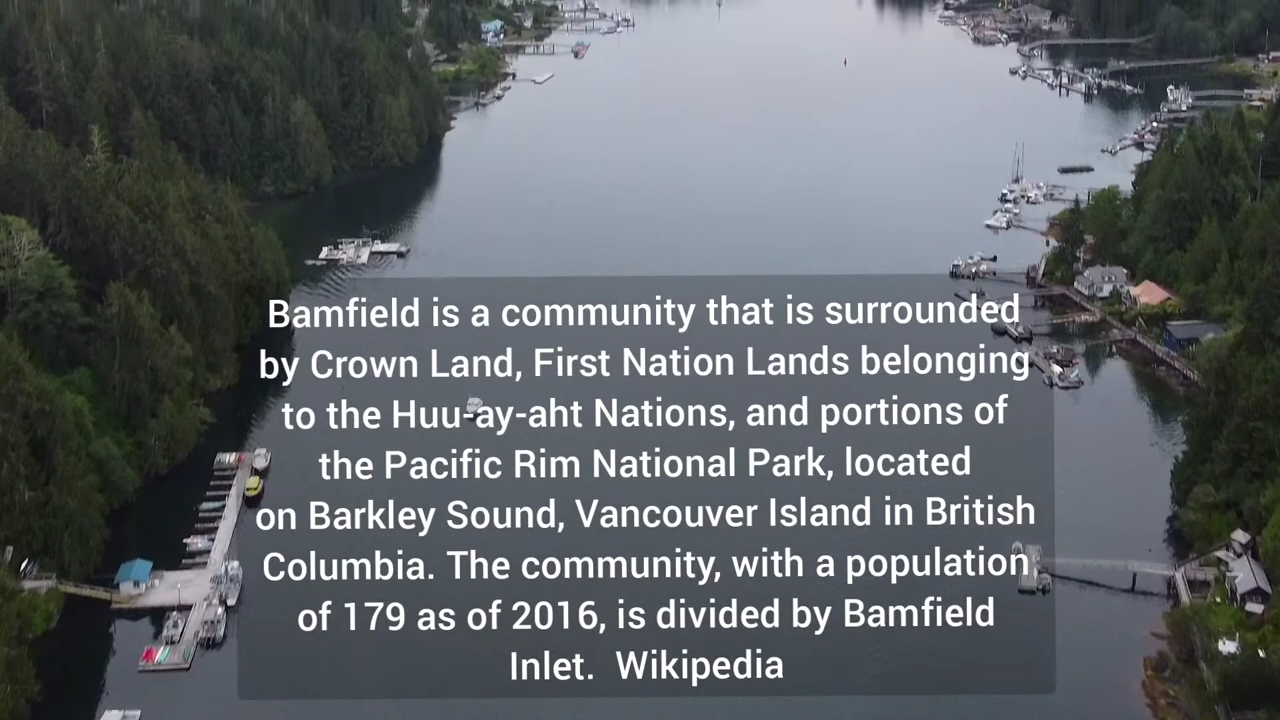 Bamfield is a community that is surrounded
by Crown Land, First Nation Lands belonging
to the Huu-ay-aht Nations, and portions of
the Pacific Rim National Park, located
on Barkley Sound, Vancouver Island in British
Columbia. The community, with a population
of 179 as of 2016, is divided by Bamfield
Inlet.  Wikipedia